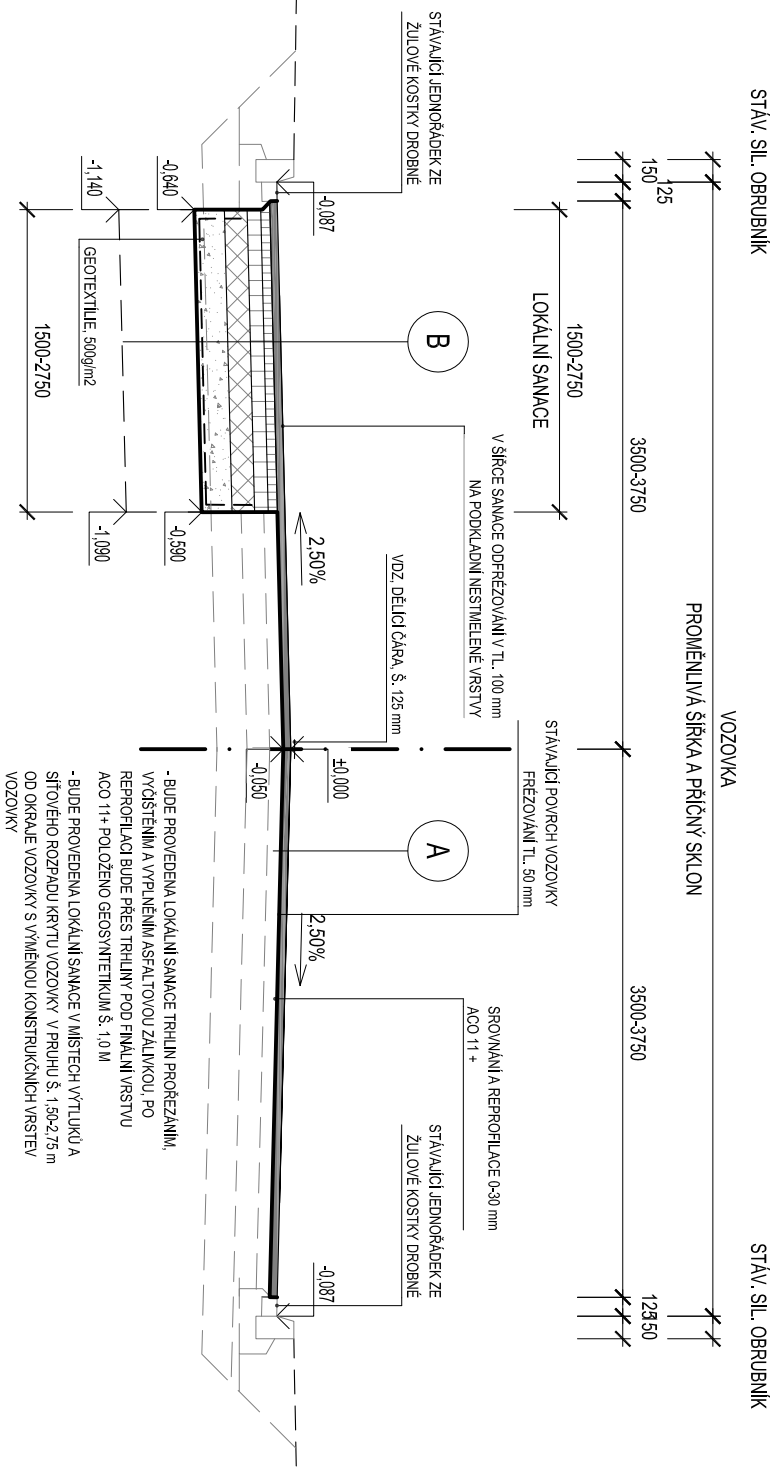 STÁV. SIL. OBRUBNÍK
VOZOVKA
PROMĚNLIVÁ ŠÍŘKA A PŘÍČNÝ SKLON
STÁV. SIL. OBRUBNÍK
150
125
3500-3750
3500-3750
125
150
1500-2750
LOKÁLNÍ SANACE
STÁVAJÍCÍ JEDNOŘÁDEK ZE
ŽULOVÉ KOSTKY DROBNÉ
V ŠÍŘCE SANACE ODFRÉZOVÁNÍ V TL. 100 mm
NA PODKLADNÍ NESTMELENÉ VRSTVY
STÁVAJÍCÍ POVRCH VOZOVKY
FRÉZOVÁNÍ TL. 50 mm
VDZ, DĚLÍCÍ ČÁRA, Š. 125 mm
SROVNÁNÍ A REPROFILACE 0-30 mm
ACO 11 +
STÁVAJÍCÍ JEDNOŘÁDEK ZE
ŽULOVÉ KOSTKY DROBNÉ
B
A
-0,087
2,50%
±0,000
2,50%
-0,087
-0,050
-0,640
-0,590
-1,140
-1,090
GEOTEXTÍLIE, 500g/m2
1500-2750
- BUDE PROVEDENA LOKÁLNÍ SANACE TRHLIN PROŘEZÁNÍM,
VYČIŠTĚNÍM A VYPLNĚNÍM ASFALTOVOU ZÁLIVKOU, PO
REPROFILACI BUDE PŘES TRHLINY POD FINÁLNÍ VRSTVU
ACO 11+ POLOŽENO GEOSYNTETIKUM Š. 1,0 M
- BUDE PROVEDENA LOKÁLNÍ SANACE V MÍSTECH VÝTLUKŮ A
SÍŤOVÉHO ROZPADU KRYTU VOZOVKY V PRUHU Š. 1,50-2,75 m
OD OKRAJE VOZOVKY S VÝMĚNOU KONSTRUKČNÍCH VRSTEV
VOZOVKY